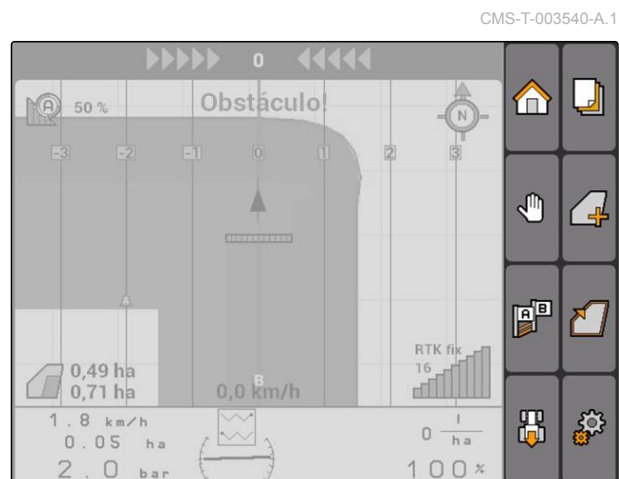 CMS-T-003540-A.1
0
A 50 % Obstáculo! N
-3 -2 -1 0 1 2 3
A B
A
RTK fix
16
0,49 ha
0,71 ha
B
0,0 km/h
1.8 km/h
0.05 ha
2.0 bar
0 l/ha
100%